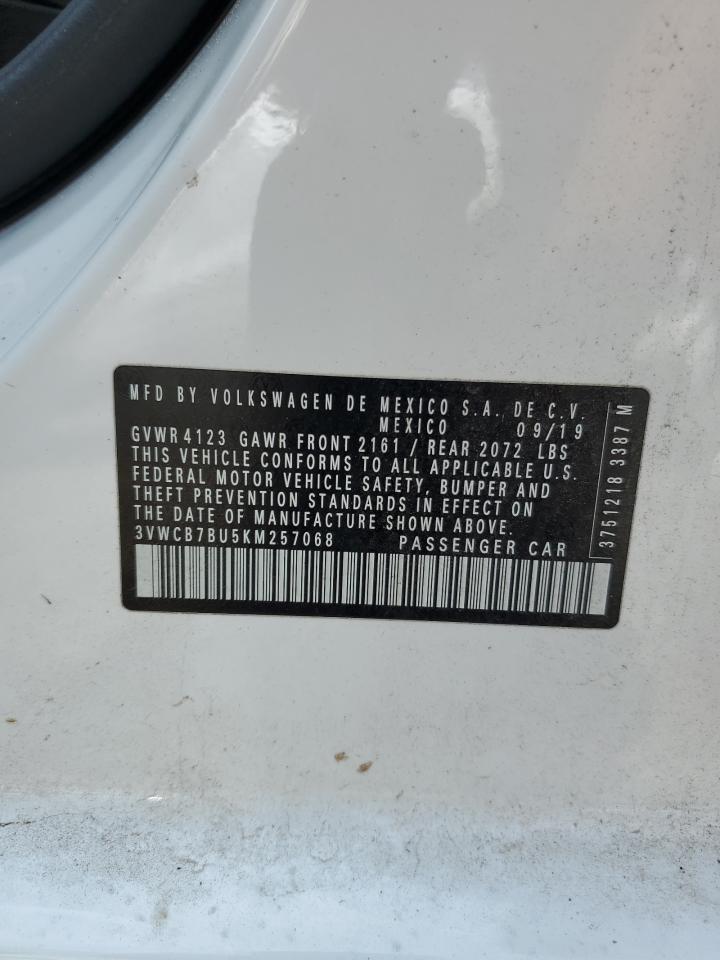 MFD BY VOLKSWAGEN DE MEXICO S.A., DE C.V.
MEXICO 09/19
GVWR 4123 GAWR FRONT 2161 / REAR 2072 LBS
THIS VEHICLE CONFORMS TO ALL APPLICABLE U.S.
FEDERAL MOTOR VEHICLE SAFETY, BUMPER AND
THEFT PREVENTION STANDARDS IN EFFECT ON
THE DATE OF MANUFACTURE SHOWN ABOVE.
3VWCB7BU5KM257068 PASSENGER CAR
3751218 3387 M